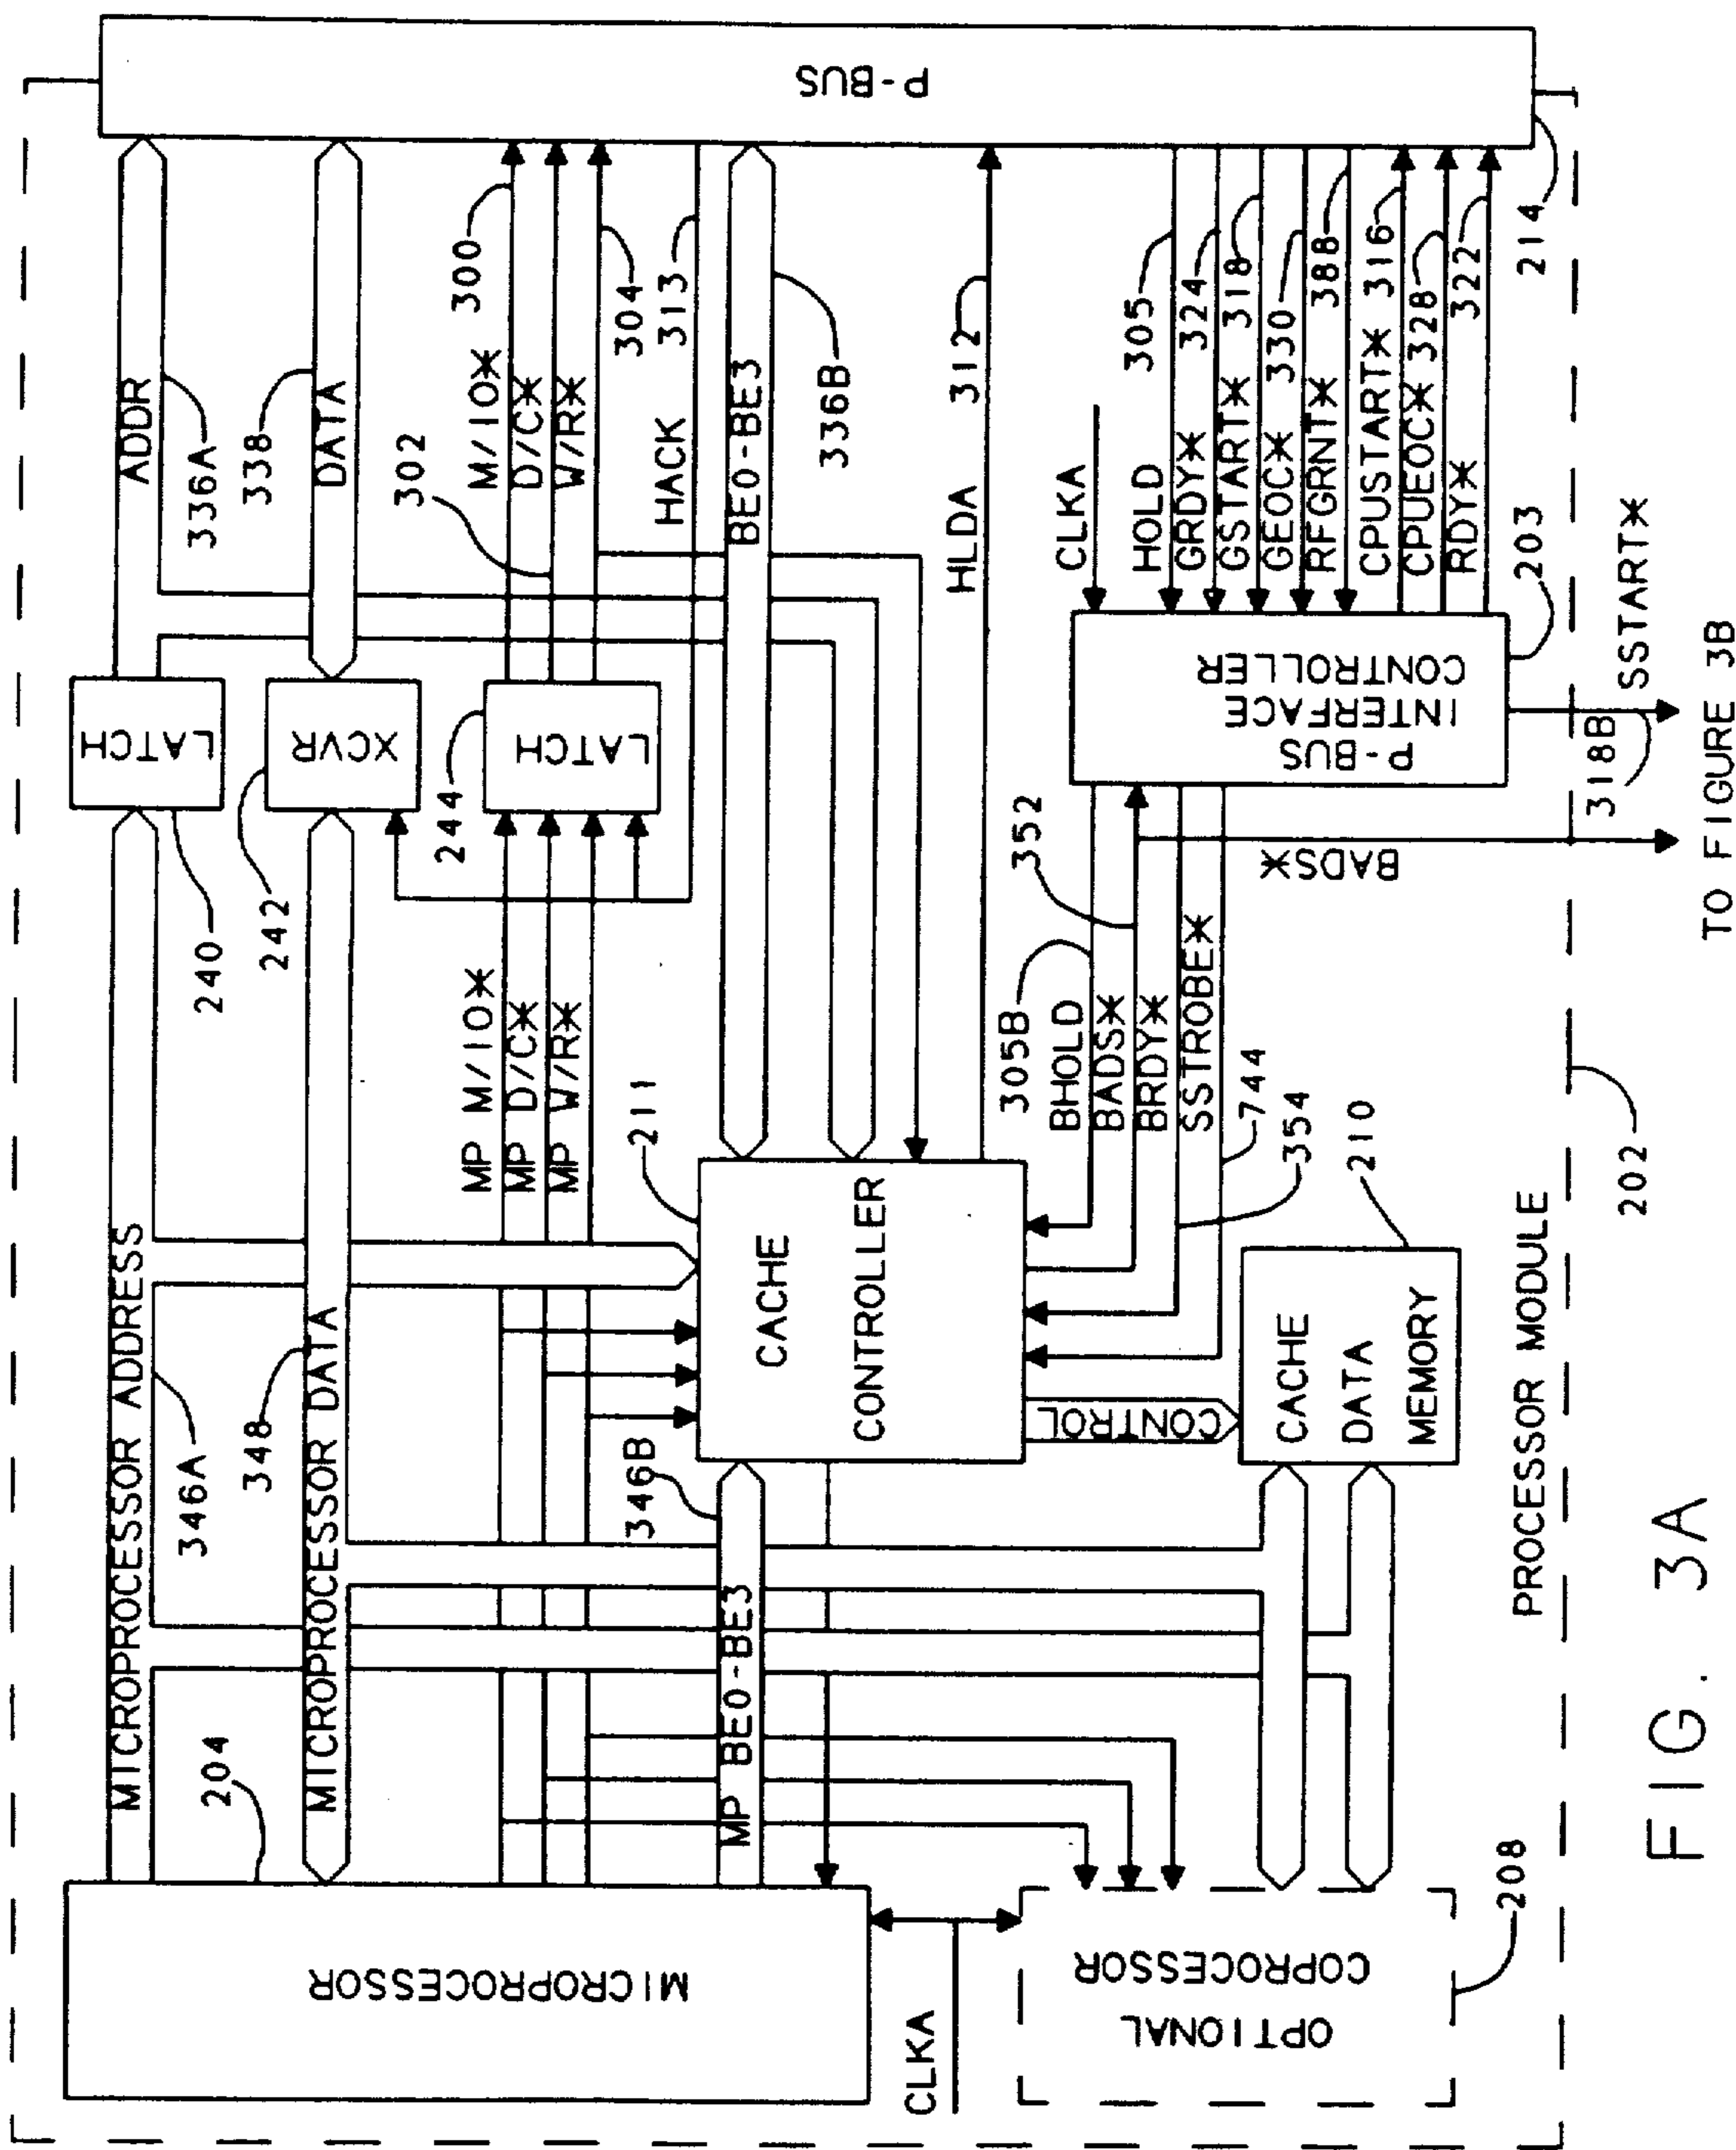 MICROPROCESSOR ADDRESS
346A
LATCH
240
ADDR
336A
204
MICROPROCESSOR
MICROPROCESSOR DATA
348
XCVR
242
DATA
338
P-BUS
MP M/IO*
MP D/C*
MP W/R*
244
LATCH
302
M/IO*
D/C*
W/R*
300
304
HACK
313
MP BE0-BE3
346B
211
CACHE
CONTROLLER
BE0-BE3
336B
HLDA
312
CLKA
305B
BHOLD
BADS*
BRDY*
SSTROBE*
352
744
354
BADS*
P-BUS
INTERFACE
CONTROLLER
203
CLKA
HOLD 305
GRDY* 324
GSTART* 318
GEOC* 330
RFGRNT* 388
CPUSTART* 316
CPUEOC* 328
RDY* 322
214
CONTROL
CACHE
DATA
MEMORY
210
OPTIONAL
COPROCESSOR
208
PROCESSOR MODULE
202
318B
SSTART*
TO FIGURE 3B
FIG. 3A